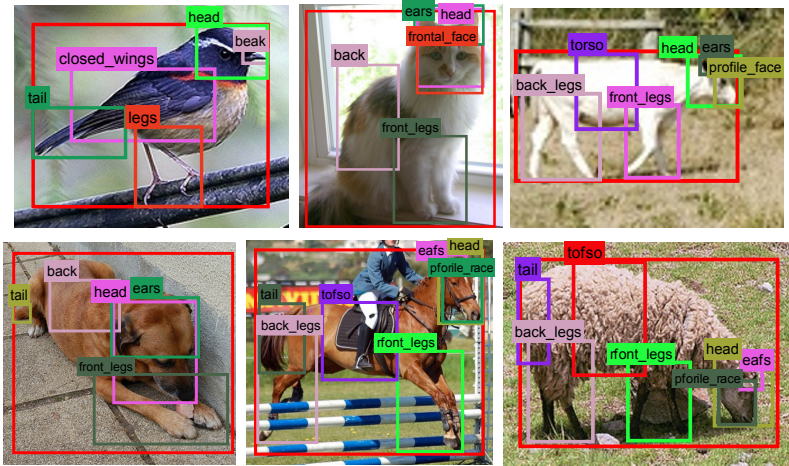 head
beak
closed_wings
tail
legs
ears
head
frontal_face
back
front_legs
torso
head
ears
profile_face
back_legs
front_legs
back
tail
head
ears
front_legs
eafs
head
pforile_race
tail
tofso
back_legs
rfont_legs
tofso
tail
back_legs
rfont_legs
head
eafs
pforile_race